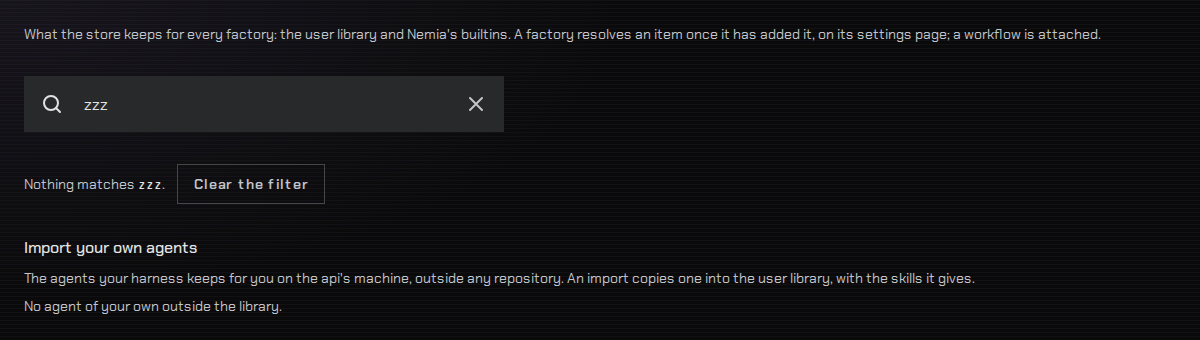 What the store keeps for every factory: the user library and Nemia's builtins. A factory resolves an item once it has added it, on its settings page; a workflow is attached.
zzz
Nothing matches zzz. Clear the filter
Import your own agents
The agents your harness keeps for you on the api's machine, outside any repository. An import copies one into the user library, with the skills it gives.
No agent of your own outside the library.